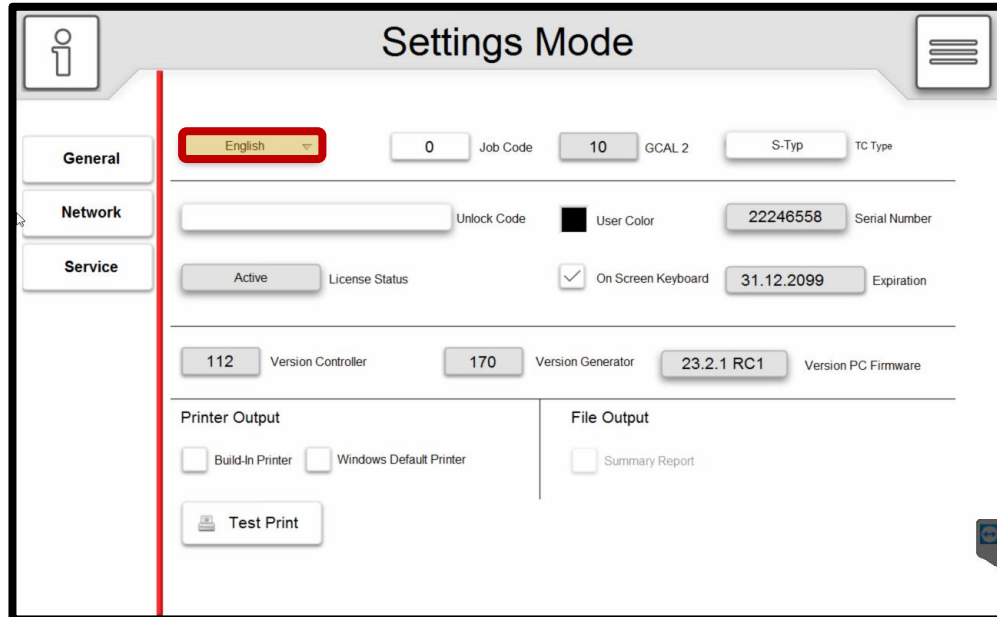 Settings Mode
General
Network
Service
English
0 Job Code
10 GCAL 2
S-Typ TC Type
Unlock Code
User Color
22246558 Serial Number
Active License Status
On Screen Keyboard
31.12.2099 Expiration
112 Version Controller
170 Version Generator
23.2.1 RC1 Version PC Firmware
Printer Output
Build-In Printer
Windows Default Printer
Test Print
File Output
Summary Report